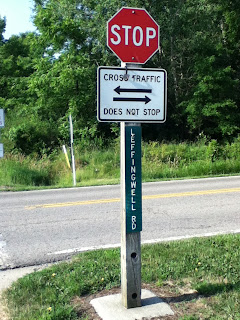 STOP
CROSS TRAFFIC
DOES NOT STOP
LEFFINGWELL RD